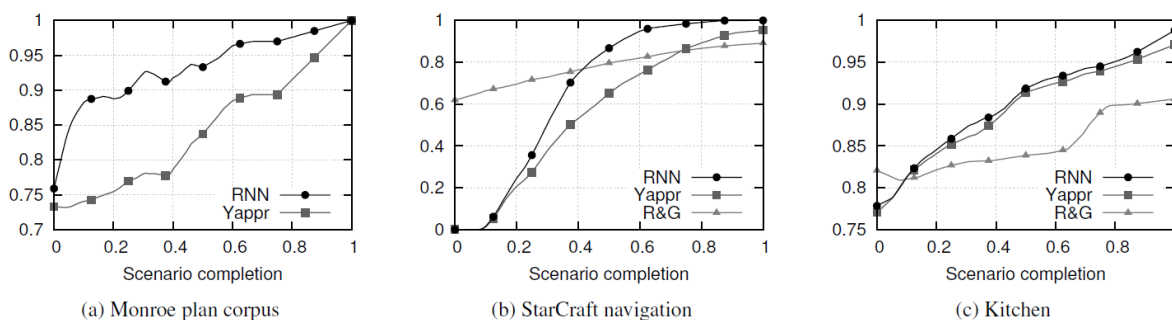 1
0.95
0.9
0.85
0.8
0.75
0.7
0 0.2 0.4 0.6 0.8 1
RNN
Yappr
Scenario completion
(a) Monroe plan corpus
1
0.8
0.6
0.4
0.2
0
0 0.2 0.4 0.6 0.8 1
RNN
Yappr
R&G
Scenario completion
(b) StarCraft navigation
1
0.95
0.9
0.85
0.8
0.75
0 0.2 0.4 0.6 0.8
RNN
Yappr
R&G
Scenario completion
(c) Kitchen